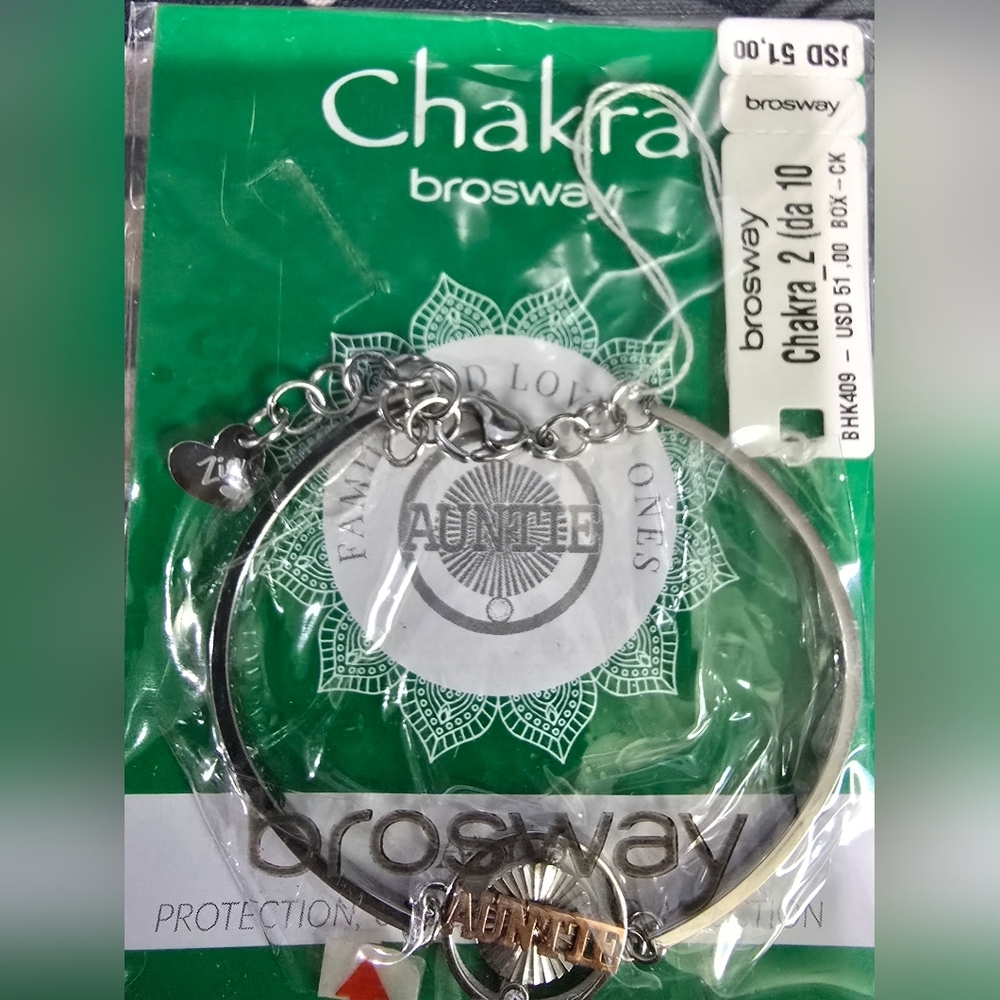 Chakra
brosway
USD 51,00
brosway
brosway
Chakra_2 (da 10
BHK409 - USD 51,00 BOX-CK
LOV
ONES
AUNTIE
brosway
PROTECTION,
AUNTIE